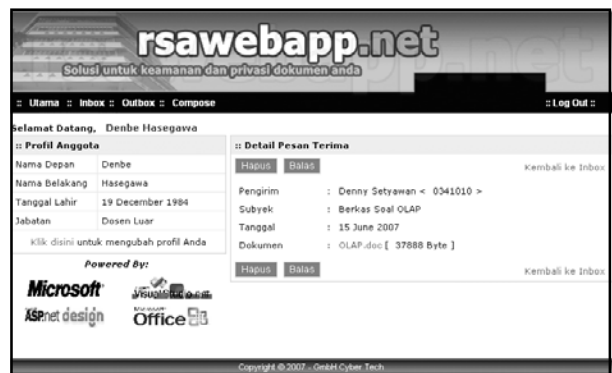 rsawebapp.net
Solusi untuk keamanan dan privasi dokumen anda
:: Utama :: Inbox :: Outbox :: Compose
:: Log Out ::
Selamat Datang, Denbe Hasegawa
:: Profil Anggota
Nama Depan Denbe
Nama Belakang Hasegawa
Tanggal Lahir 19 December 1984
Jabatan Dosen Luar
Klik disini untuk mengubah profil Anda
Powered By:
Microsoft
Visual Studio
ASP.net design
Office
:: Detail Pesan Terima
Hapus Balas Kembali ke Inbox
Pengirim : Denny Setyawan < 0341010 >
Subyek : Berkas Soal OLAP
Tanggal : 15 June 2007
Dokumen : OLAP.doc [ 37888 Byte ]
Hapus Balas Kembali ke Inbox
Copyright © 2007 - GmbH Cyber Tech